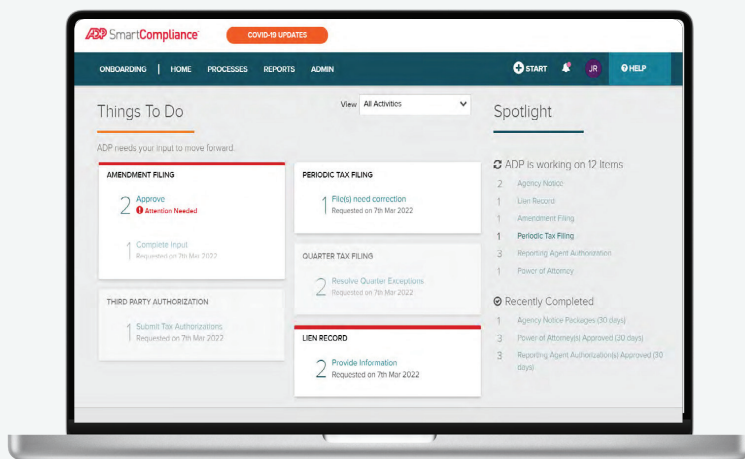 ADP SmartCompliance
COVID-19 UPDATES
ONBOARDING | HOME PROCESSES REPORTS ADMIN
START JR HELP
Things To Do
View All Activities
ADP needs your input to move forward.
AMENDMENT FILING
2 Approve
Attention Needed
1 Complete Input
Requested on 7th Mar 2022
THIRD PARTY AUTHORIZATION
1 Submit Tax Authorizations
Requested on 7th Mar 2022
PERIODIC TAX FILING
1 File(s) need correction
Requested on 7th Mar 2022
QUARTER TAX FILING
2 Resolve Quarter Exceptions
Requested on 7th Mar 2022
LIEN RECORD
2 Provide Information
Requested on 7th Mar 2022
Spotlight
ADP is working on 12 Items
2 Agency Notice
1 Lien Record
1 Amendment Filing
1 Periodic Tax Filing
3 Reporting Agent Authorization
1 Power of Attorney
Recently Completed
1 Agency Notice Packages (30 days)
3 Power of Attorney(s) Approved (30 days)
3 Reporting Agent Authorization(s) Approved (30
days)